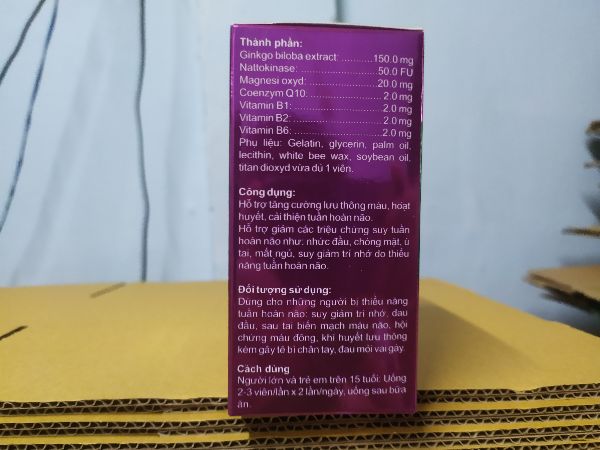 Thành phần:
Ginkgo biloba extract: ..........150.0 mg
Nattokinase: ..........................50.0 FU
Magnesi oxyd: .......................20.0 mg
Coenzym Q10: ........................2.0 mg
Vitamin B1: .............................2.0 mg
Vitamin B2: .............................2.0 mg
Vitamin B6: .............................2.0 mg
Phụ liệu: Gelatin, glycerin, palm oil,
lecithin, white bee wax, soybean oil,
titan dioxyd vừa đủ 1 viên.
Công dụng:
Hỗ trợ tăng cường lưu thông máu, hoạt
huyết, cải thiện tuần hoàn não.
Hỗ trợ giảm các triệu chứng suy tuần
hoàn não như: nhức đầu, chóng mặt, ù
tai, mất ngủ, suy giảm trí nhớ do thiểu
năng tuần hoàn não.
Đối tượng sử dụng:
Dùng cho những người bị thiểu năng
tuần hoàn não: suy giảm trí nhớ, đau
đầu, sau tai biến mạch máu não, hội
chứng máu đông, khí huyết lưu thông
kém gây tê bì chân tay, đau mỏi vai gáy.
Cách dùng
Người lớn và trẻ em trên 15 tuổi: Uống
2-3 viên/lần x 2 lần/ngày, uống sau bữa
ăn.